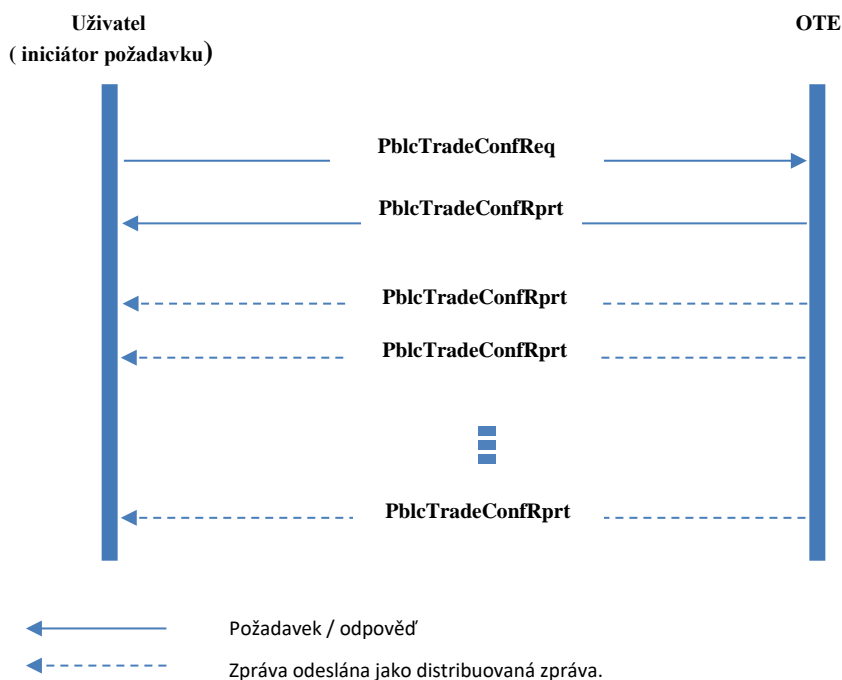 Uživatel
( iniciátor požadavku)
OTE
PblcTradeConfReq
PblcTradeConfRprt
PblcTradeConfRprt
PblcTradeConfRprt
PblcTradeConfRprt
Požadavek / odpověď
Zpráva odeslána jako distribuovaná zpráva.